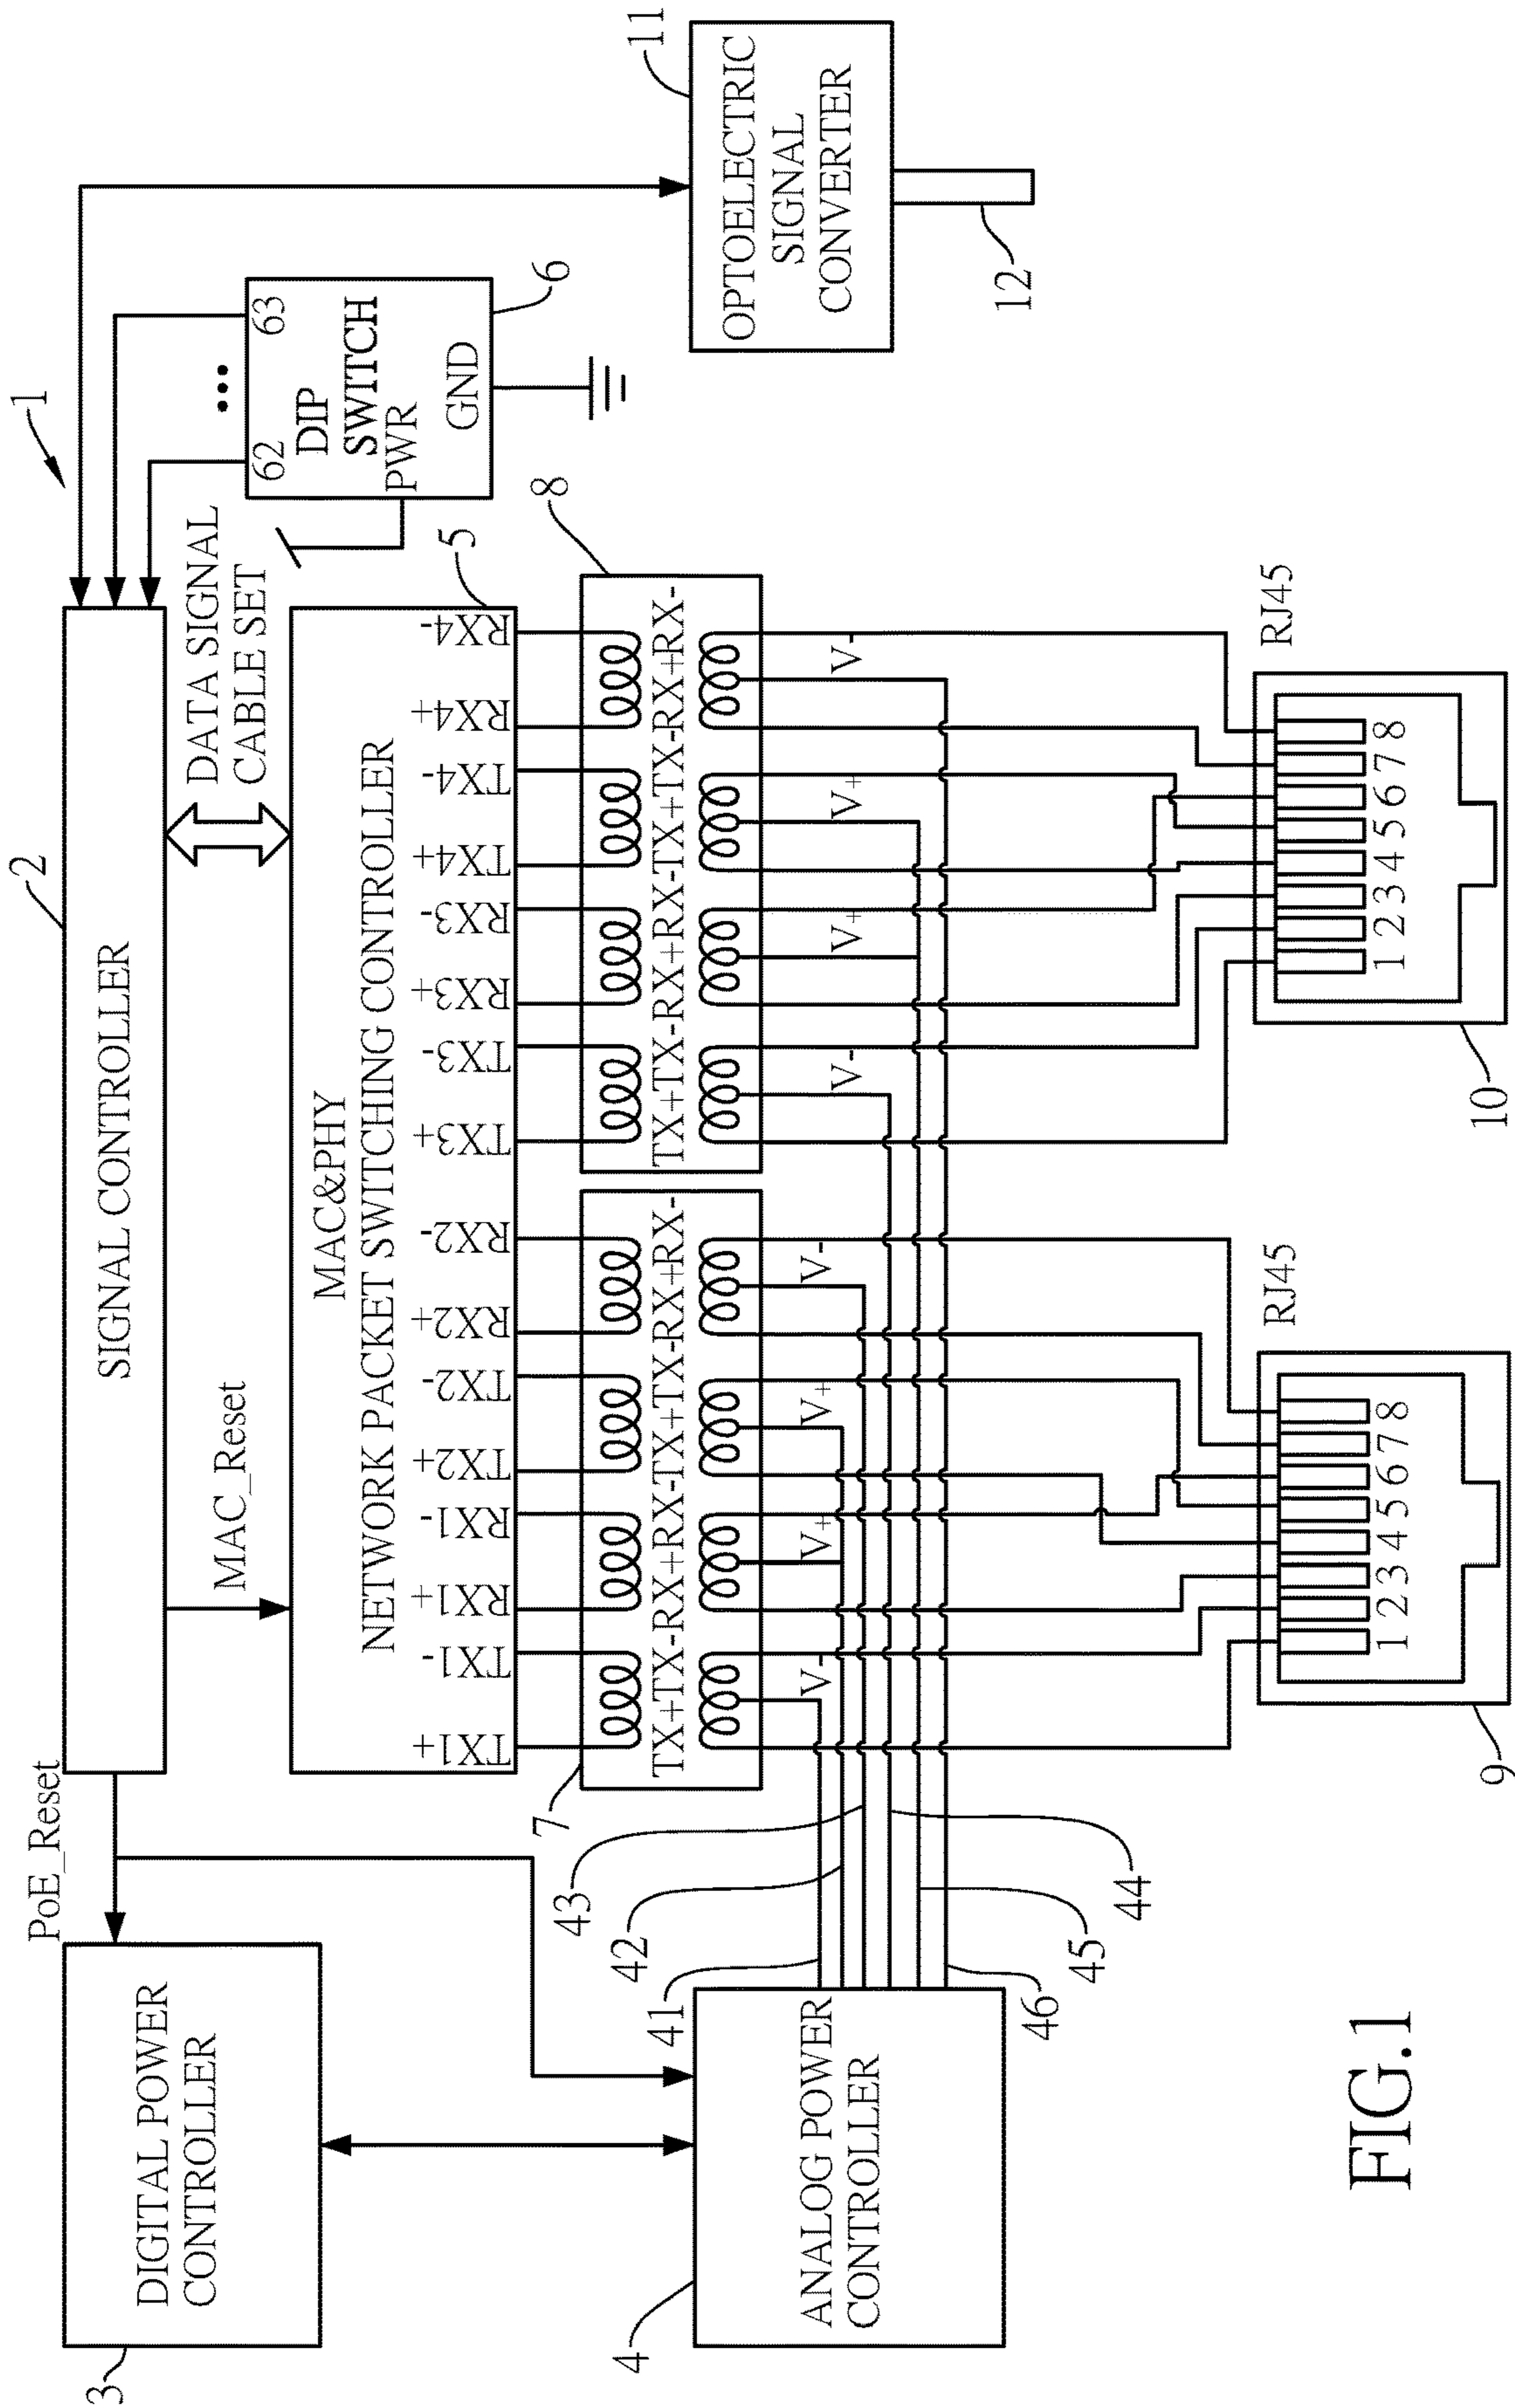 1
2
SIGNAL CONTROLLER
PoE_Reset
3
DIGITAL POWER
CONTROLLER
MAC_Reset
DATA SIGNAL
CABLE SET
62
...
63
DIP
SWITCH
PWR
GND
6
5
MAC&PHY
NETWORK PACKET SWITCHING CONTROLLER
TX1+ TX1- RX1+ RX1- TX2+ TX2- RX2+ RX2- TX3+ TX3- RX3+ RX3- TX4+ TX4- RX4+ RX4-
7
8
TX+TX-RX+RX-TX+TX-RX+RX-
TX+TX-RX+RX-TX+TX-RX+RX-
V- V+ V+ V-
V- V+ V+ V-
11
OPTOELECTRIC
SIGNAL
CONVERTER
12
4
ANALOG POWER
CONTROLLER
41
42
43
44
45
46
RJ45
1 2 3 4 5 6 7 8
9
RJ45
1 2 3 4 5 6 7 8
10
FIG.1